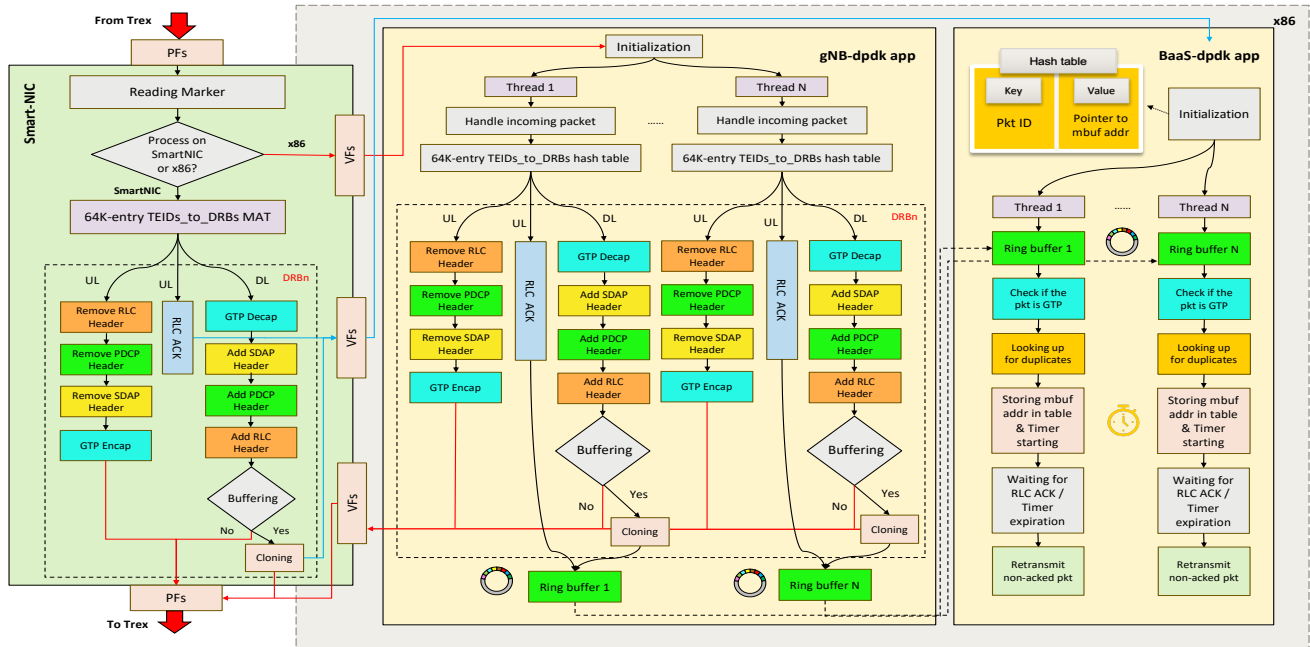 From Trex
PFs
Smart-NIC
Reading Marker
Process on
SmartNIC
or x86?
x86
SmartNIC
64K-entry TEIDs_to_DRBs MAT
UL
UL
DL
DRBn
Remove RLC
Header
Remove PDCP
Header
Remove SDAP
Header
GTP Encap
RLC ACK
GTP Decap
Add SDAP
Header
Add PDCP
Header
Add RLC
Header
Buffering
No
Yes
Cloning
PFs
To Trex
VFs
VFs
VFs
x86
gNB-dpdk app
Initialization
Thread 1
Handle incoming packet
64K-entry TEIDs_to_DRBs hash table
......
Thread N
Handle incoming packet
64K-entry TEIDs_to_DRBs hash table
DRBn
UL
UL
DL
Remove RLC
Header
Remove PDCP
Header
Remove SDAP
Header
GTP Encap
RLC ACK
GTP Decap
Add SDAP
Header
Add PDCP
Header
Add RLC
Header
Buffering
No
Yes
Cloning
Ring buffer 1
UL
UL
DL
Remove RLC
Header
Remove PDCP
Header
Remove SDAP
Header
GTP Encap
RLC ACK
GTP Decap
Add SDAP
Header
Add PDCP
Header
Add RLC
Header
Buffering
No
Yes
Cloning
Ring buffer N
BaaS-dpdk app
Hash table
Key
Value
Pkt ID
Pointer to
mbuf addr
Initialization
Thread 1
Ring buffer 1
Check if the
pkt is GTP
Looking up
for duplicates
Storing mbuf
addr in table
& Timer
starting
Waiting for
RLC ACK /
Timer
expiration
Retransmit
non-acked pkt
......
Thread N
Ring buffer N
Check if the
pkt is GTP
Looking up
for duplicates
Storing mbuf
addr in table
& Timer
starting
Waiting for
RLC ACK /
Timer
expiration
Retransmit
non-acked pkt